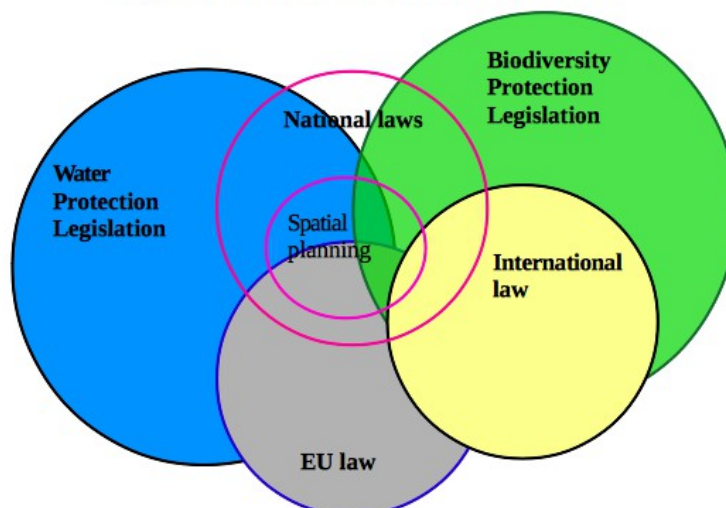 Biodiversity
Protection
Legislation
National laws
Water
Protection
Legislation
Spatial
planning
International
law
EU law